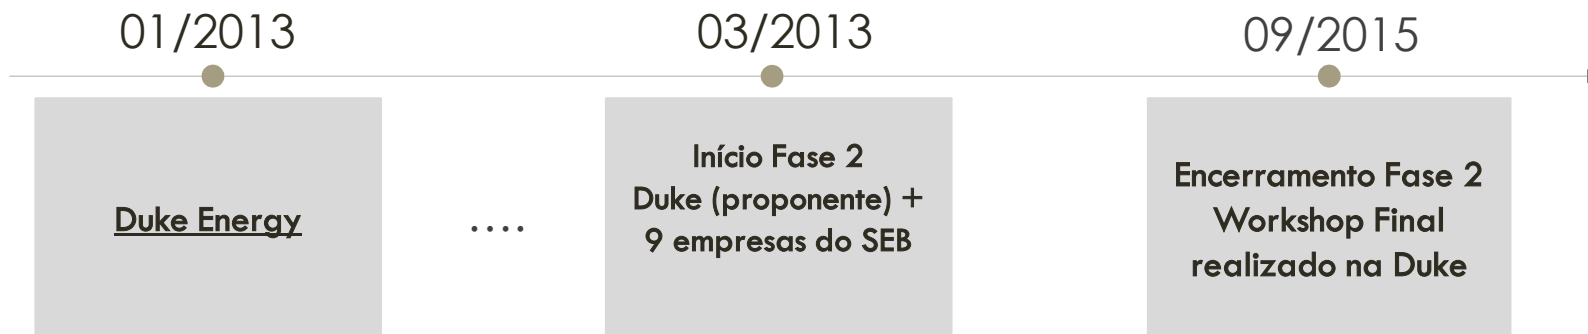 01/2013
03/2013
09/2015
Duke Energy
....
Início Fase 2
Duke (proponente) +
9 empresas do SEB
Encerramento Fase 2
Workshop Final
realizado na Duke